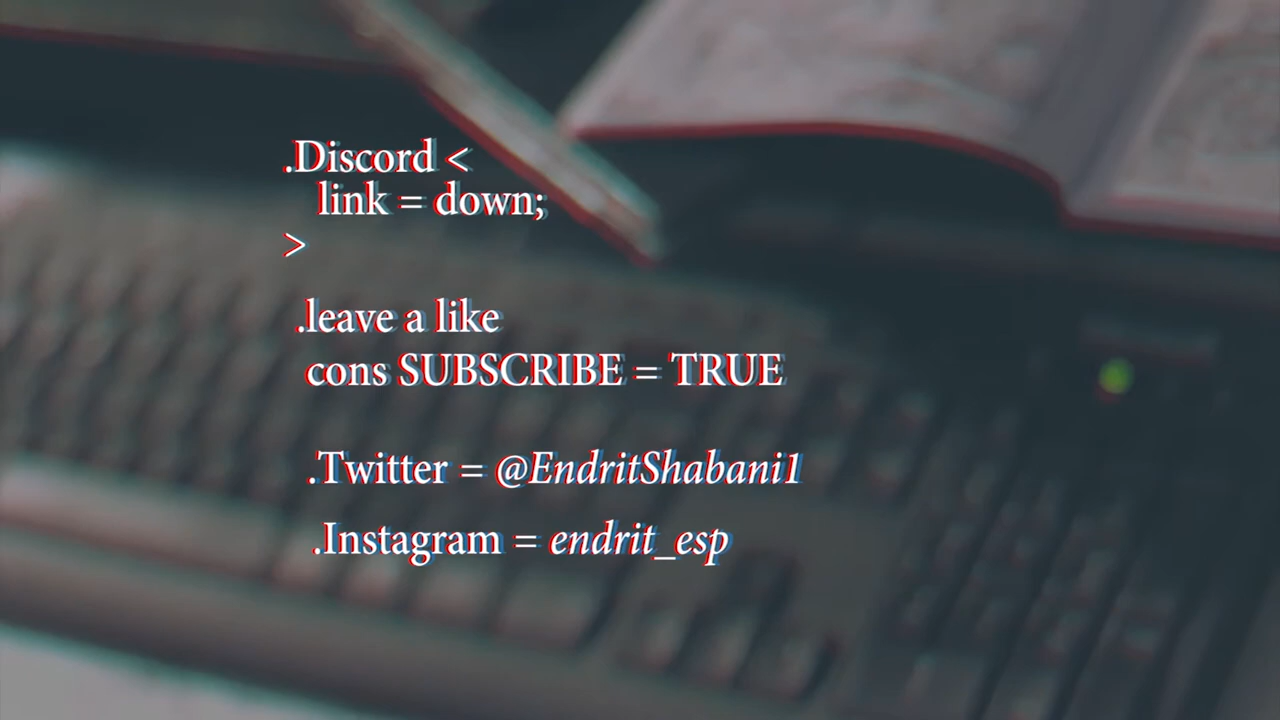 .Discord <
link = down;
>
.leave a like
cons SUBSCRIBE = TRUE
.Twitter = @EndritShabani1
.Instagram = endrit_esp